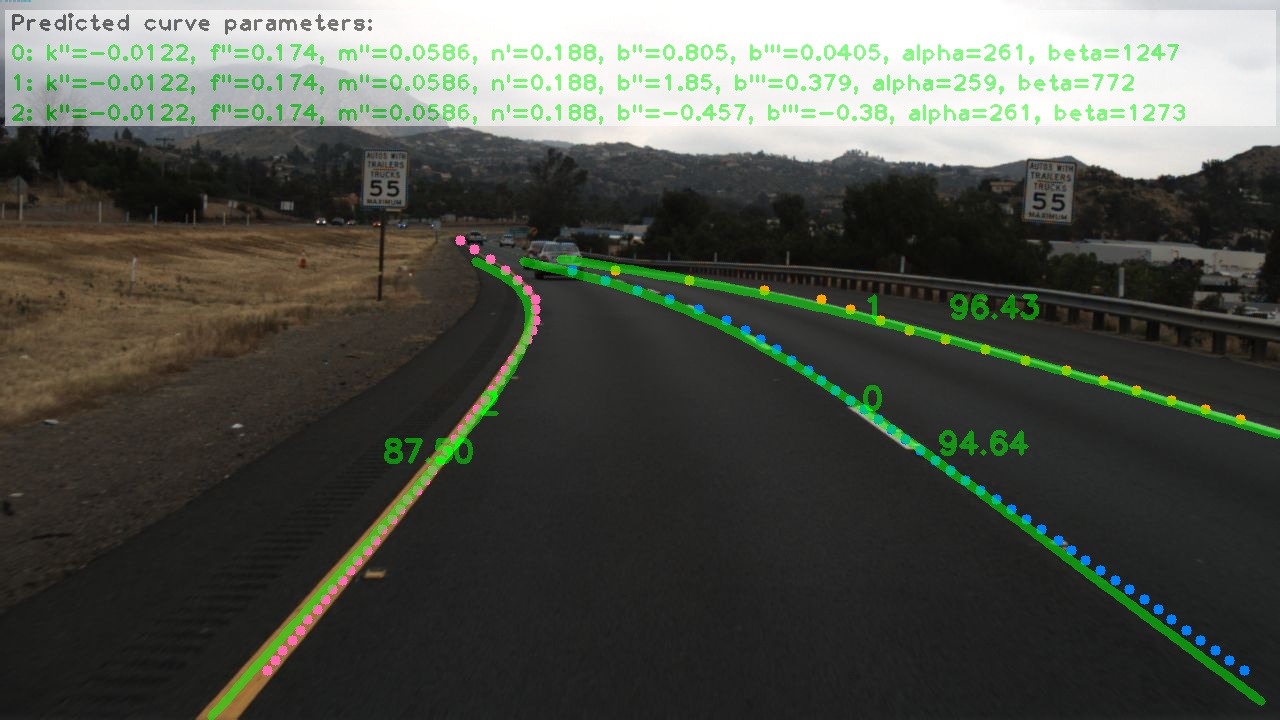 Predicted curve parameters:
0: k''=-0.0122, f''=0.174, m''=0.0586, n'=0.188, b''=0.805, b'''=0.0405, alpha=261, beta=1247
1: k''=-0.0122, f''=0.174, m''=0.0586, n'=0.188, b''=1.85, b'''=0.379, alpha=259, beta=772
2: k''=-0.0122, f''=0.174, m''=0.0586, n'=0.188, b''=-0.457, b'''=-0.38, alpha=261, beta=1273
AUTOS WITH
TRAILERS
TRUCKS
55
MAXIMUM
AUTOS WITH
TRAILERS
TRUCKS
55
MAXIMUM
1 96.43
0
2
94.64
87.50